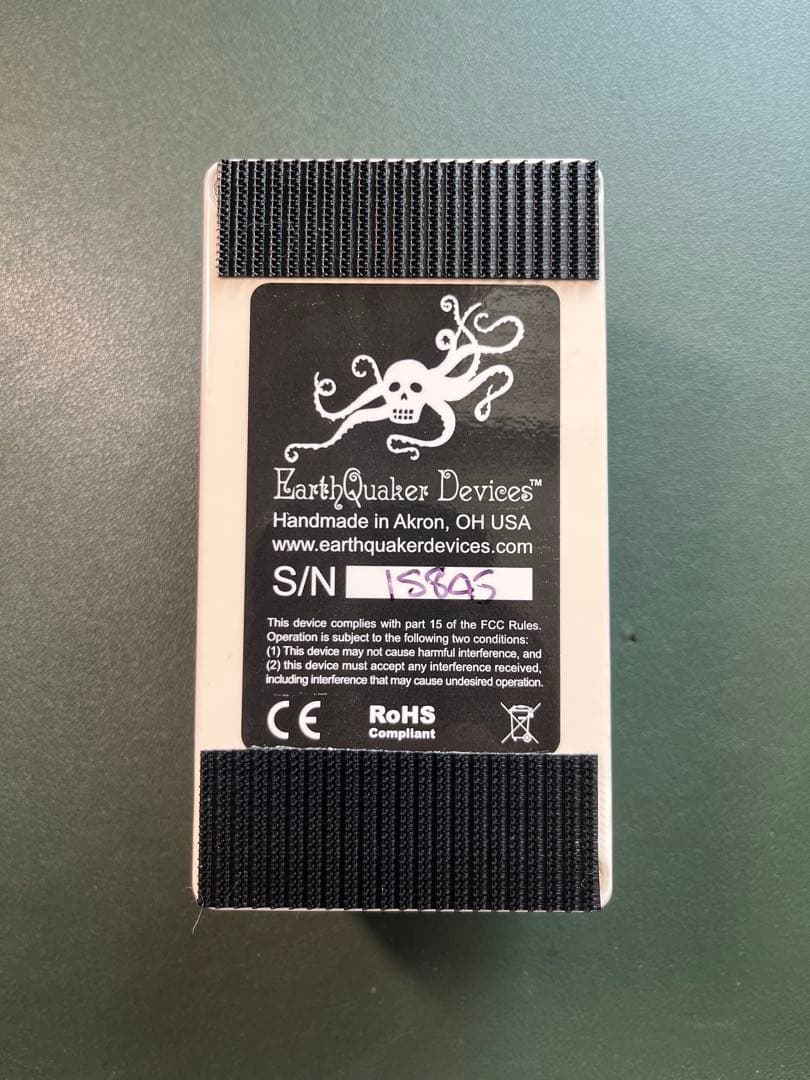 EarthQuaker Devices™
Handmade in Akron, OH USA
www.earthquakerdevices.com
S/N 15845
This device complies with part 15 of the FCC Rules.
Operation is subject to the following two conditions:
(1) This device may not cause harmful interference, and
(2) this device must accept any interference received,
including interference that may cause undesired operation.
CE RoHS
Compliant